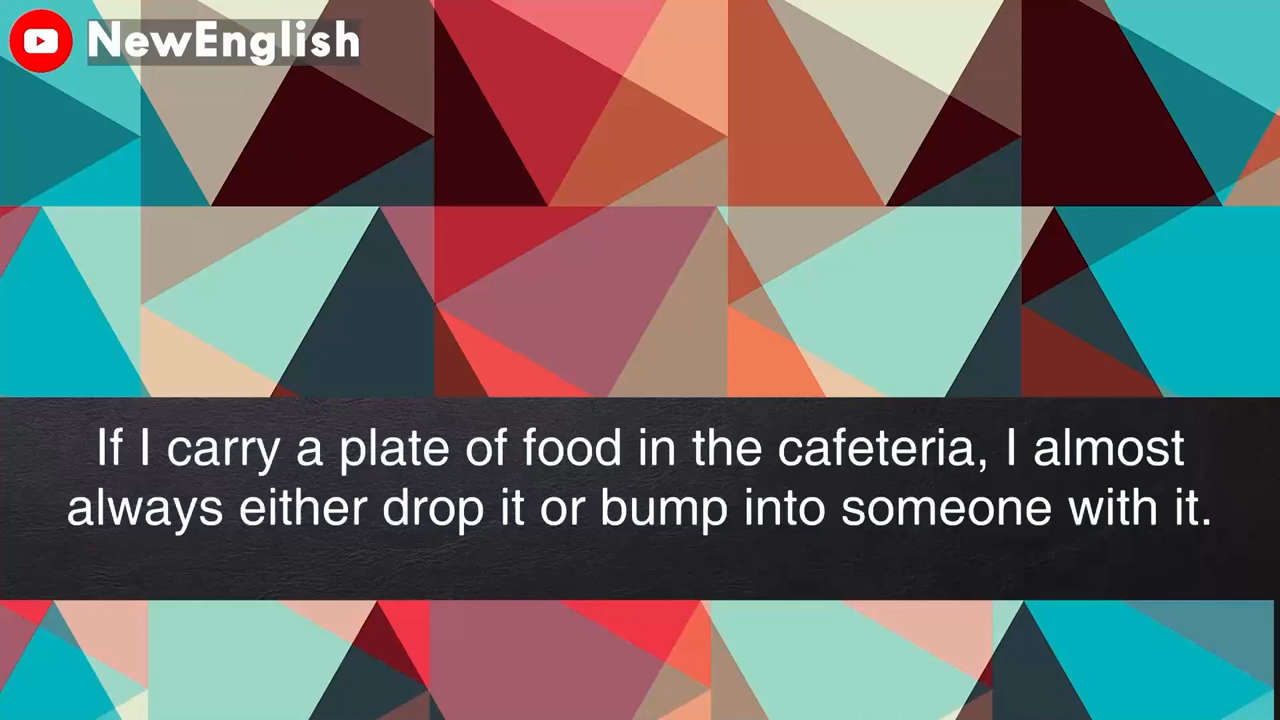 NewEnglish
If I carry a plate of food in the cafeteria, I almost
always either drop it or bump into someone with it.